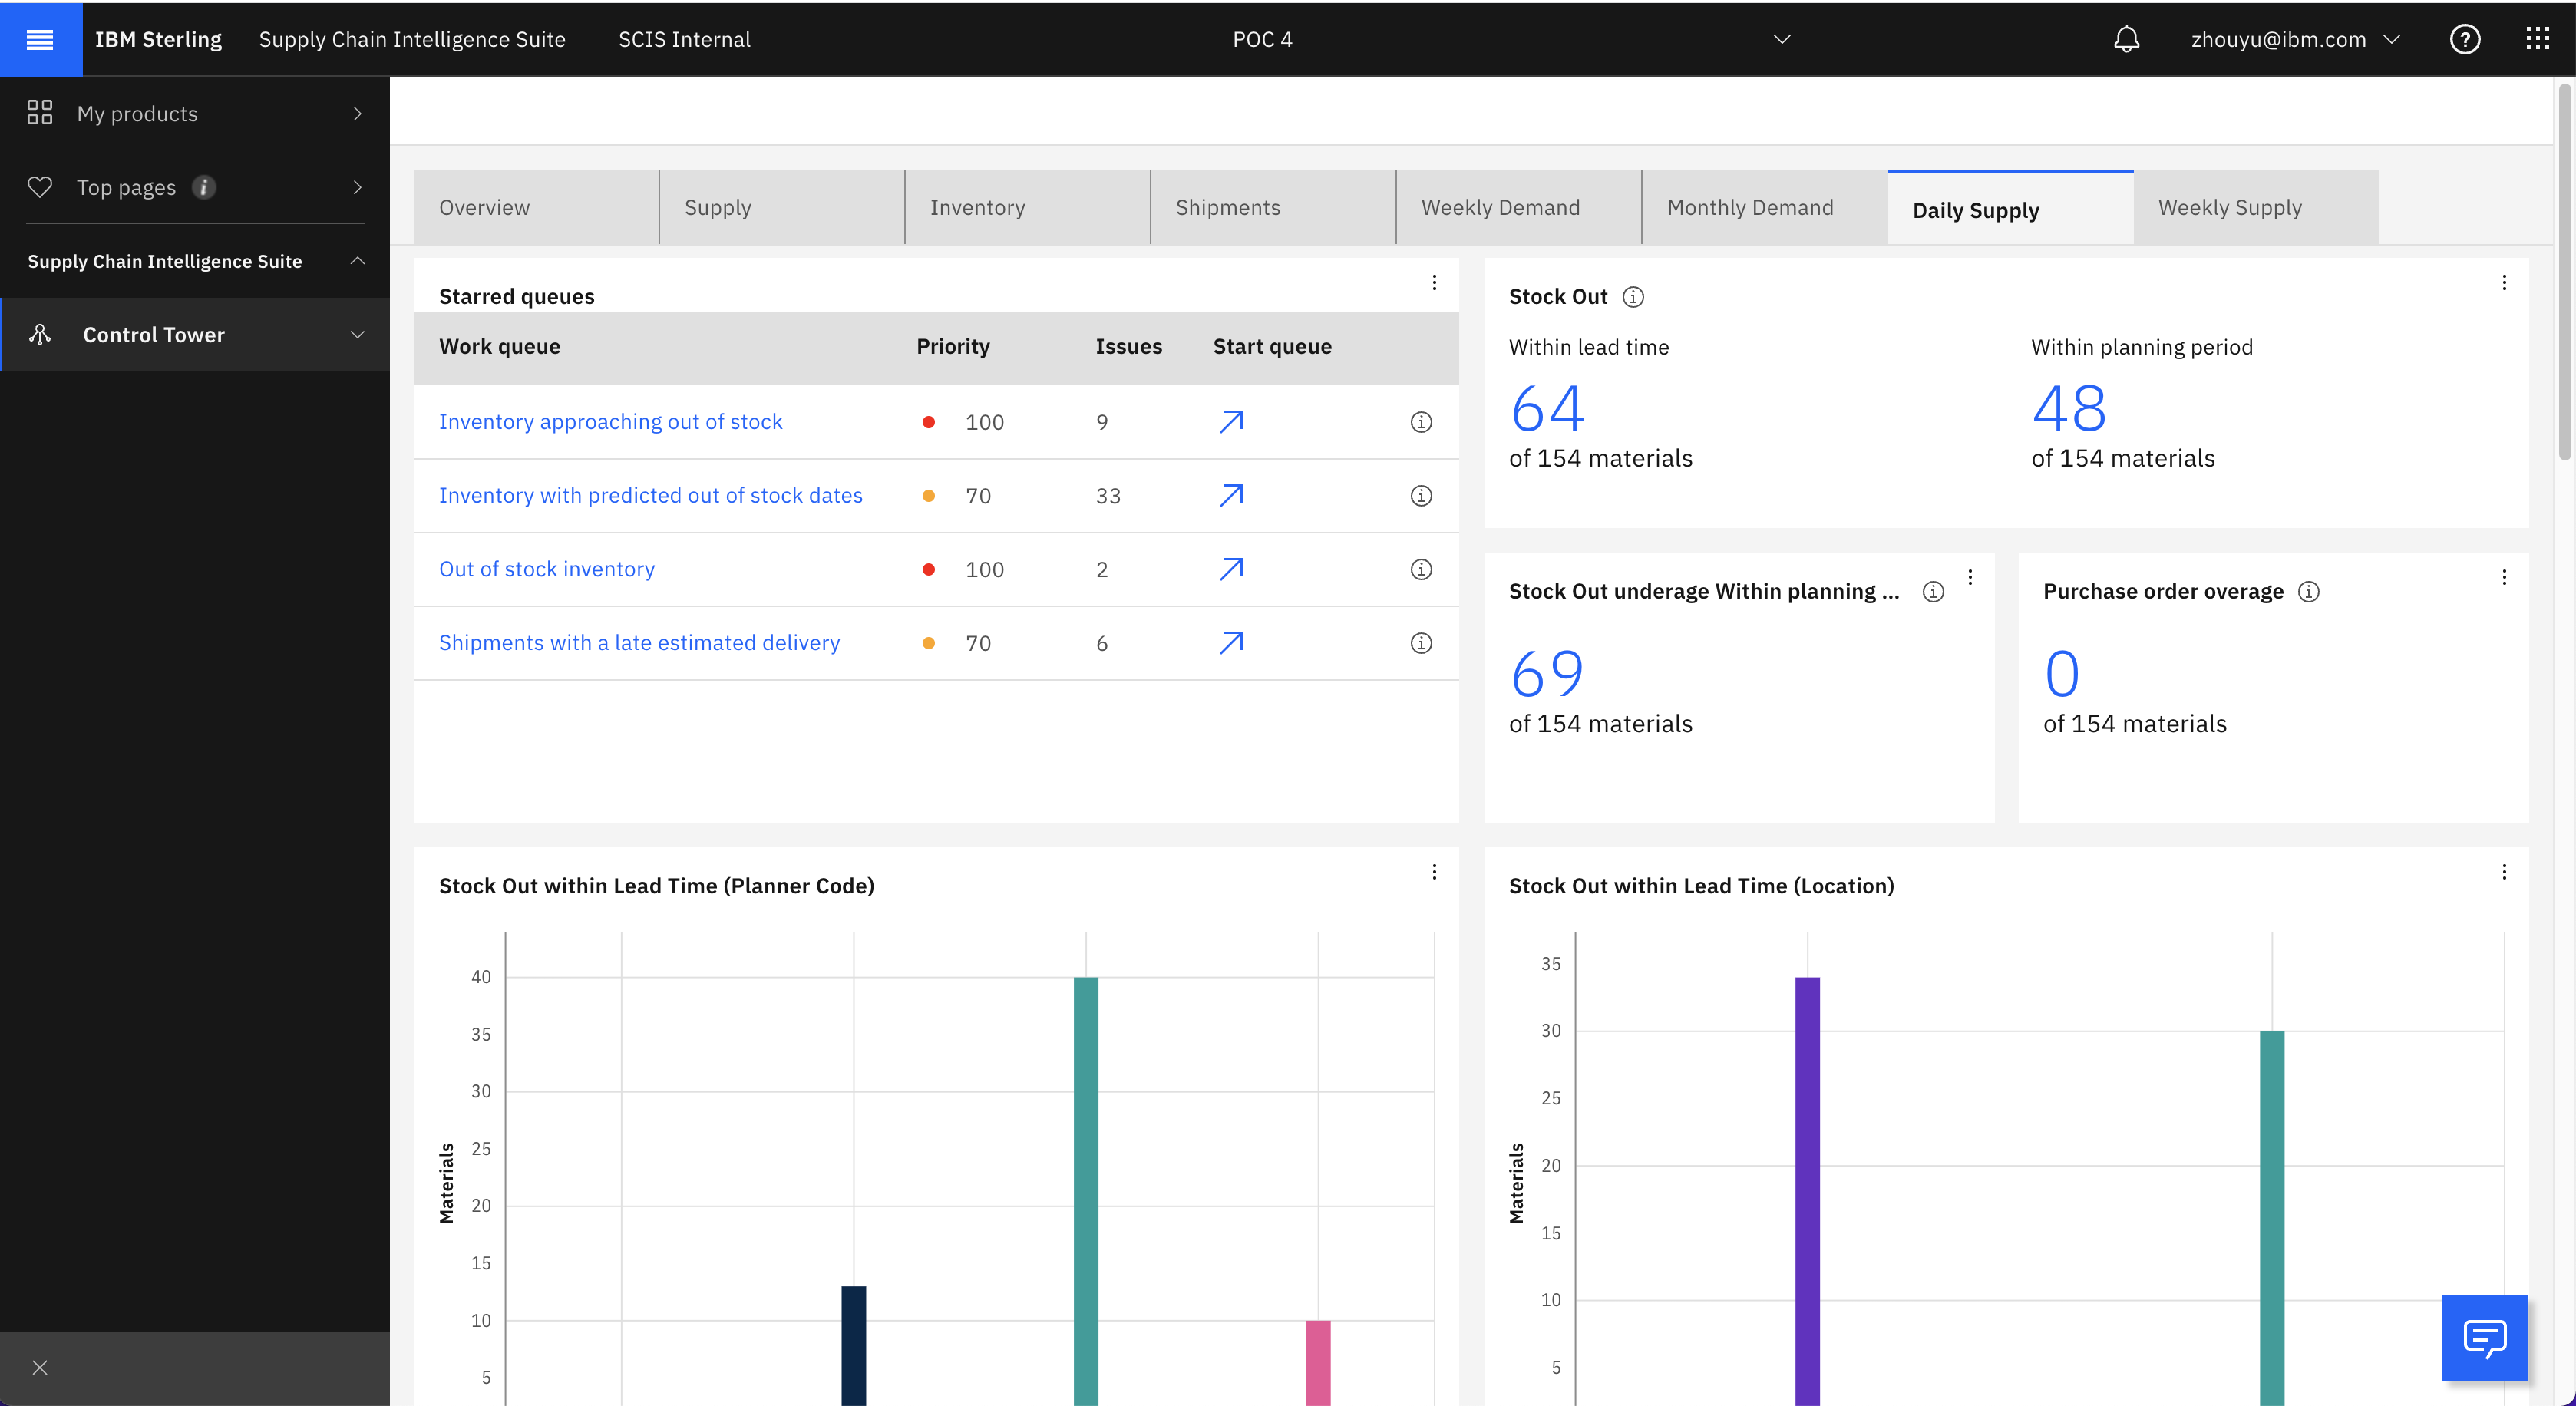 IBM Sterling Supply Chain Intelligence Suite SCIS Internal POC 4 zhouyu@ibm.com
My products
Top pages
Supply Chain Intelligence Suite
Control Tower
Overview Supply Inventory Shipments Weekly Demand Monthly Demand Daily Supply Weekly Supply
Starred queues
Work queue Priority Issues Start queue
Inventory approaching out of stock 100 9
Inventory with predicted out of stock dates 70 33
Out of stock inventory 100 2
Shipments with a late estimated delivery 70 6
Stock Out
Within lead time Within planning period
64 48
of 154 materials of 154 materials
Stock Out underage Within planning ...
69
of 154 materials
Purchase order overage
0
of 154 materials
Stock Out within Lead Time (Planner Code)
Materials
40
35
30
25
20
15
10
5
Stock Out within Lead Time (Location)
Materials
35
30
25
20
15
10
5